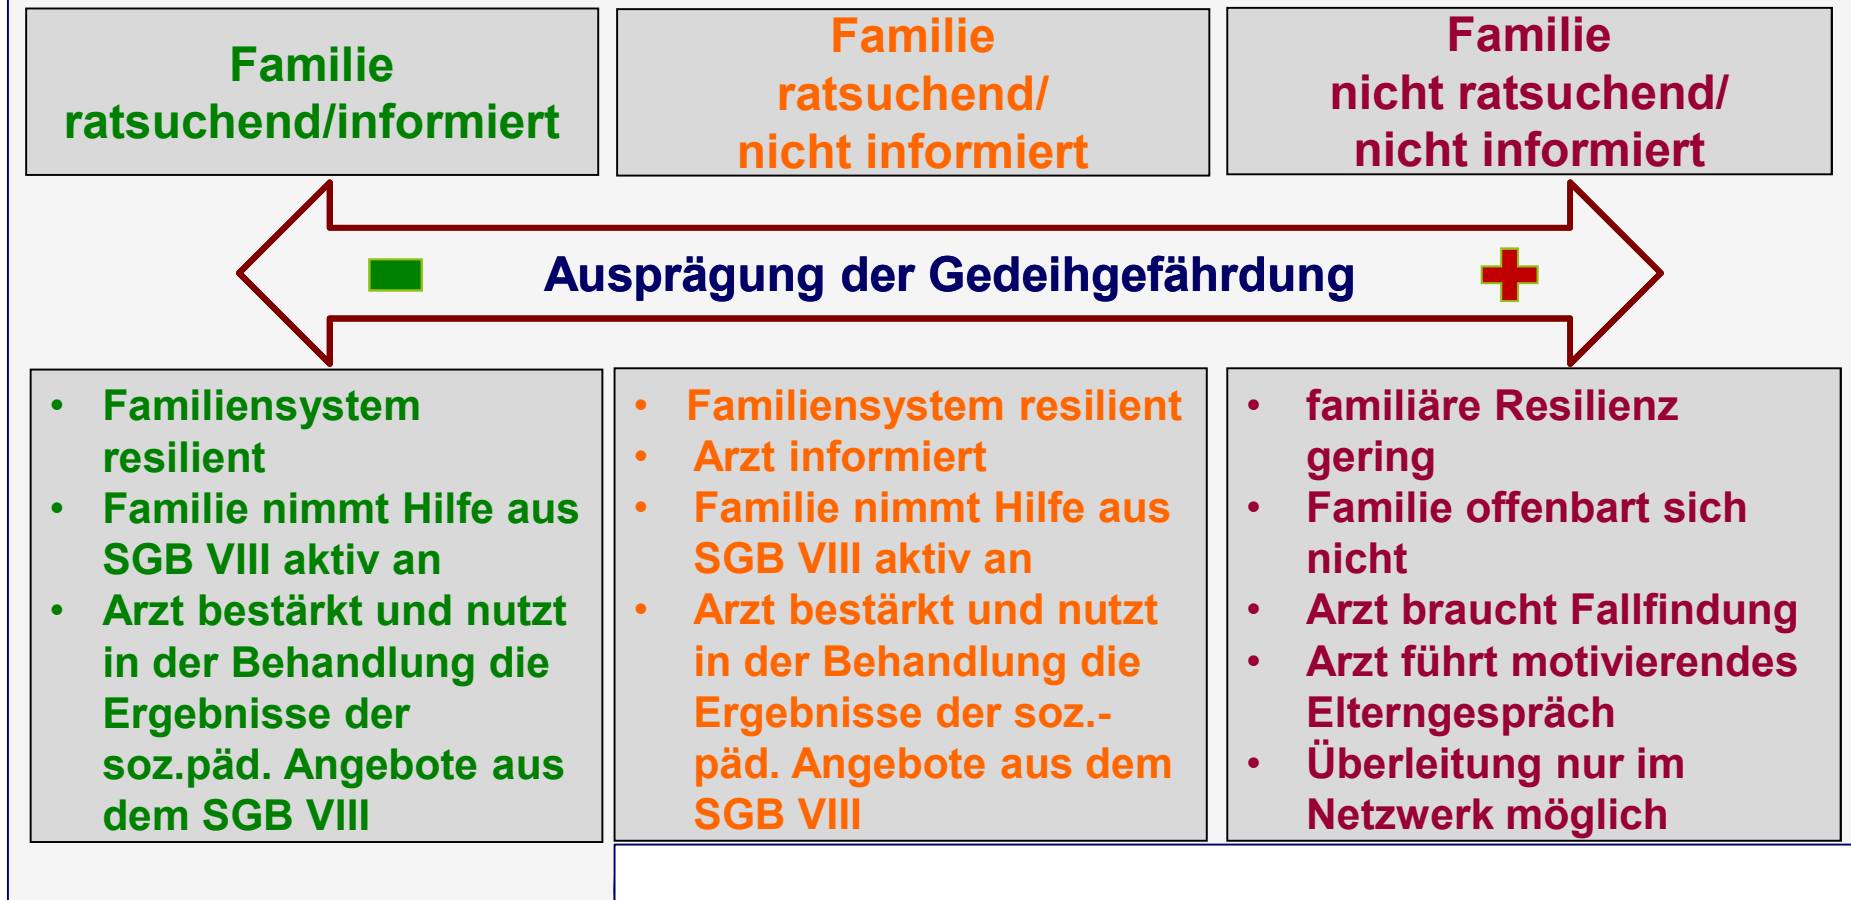 Familie
ratsuchend/informiert
Familie
ratsuchend/
nicht informiert
Familie
nicht ratsuchend/
nicht informiert
Ausprägung der Gedeihgefährdung
• Familiensystem
resilient
• Familie nimmt Hilfe aus
SGB VIII aktiv an
• Arzt bestärkt und nutzt
in der Behandlung die
Ergebnisse der
soz.päd. Angebote aus
dem SGB VIII
• Familiensystem resilient
• Arzt informiert
• Familie nimmt Hilfe aus
SGB VIII aktiv an
• Arzt bestärkt und nutzt
in der Behandlung die
Ergebnisse der soz.-
päd. Angebote aus dem
SGB VIII
• familiäre Resilienz
gering
• Familie offenbart sich
nicht
• Arzt braucht Fallfindung
• Arzt führt motivierendes
Elterngespräch
• Überleitung nur im
Netzwerk möglich